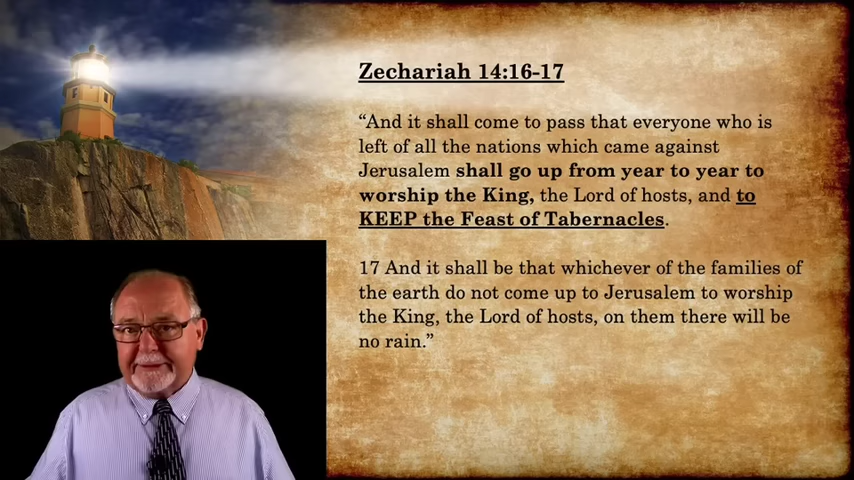 Zechariah 14:16-17
“And it shall come to pass that everyone who is
left of all the nations which came against
Jerusalem shall go up from year to year to
worship the King, the Lord of hosts, and to
KEEP the Feast of Tabernacles.
17 And it shall be that whichever of the families of
the earth do not come up to Jerusalem to worship
the King, the Lord of hosts, on them there will be
no rain.”